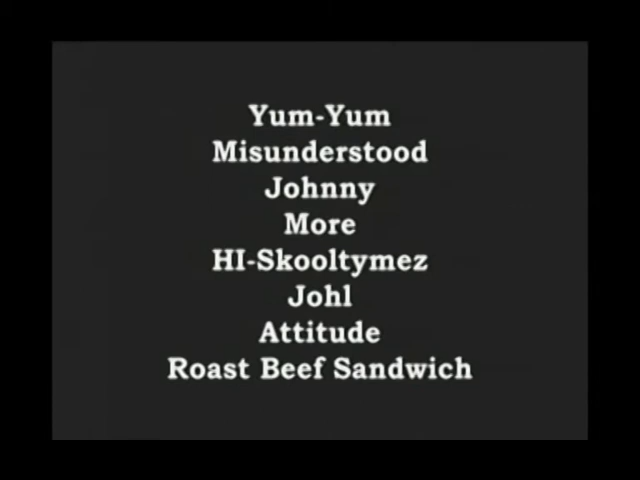 Yum-Yum
Misunderstood
Johnny
More
HI-Skooltymez
Johl
Attitude
Roast Beef Sandwich